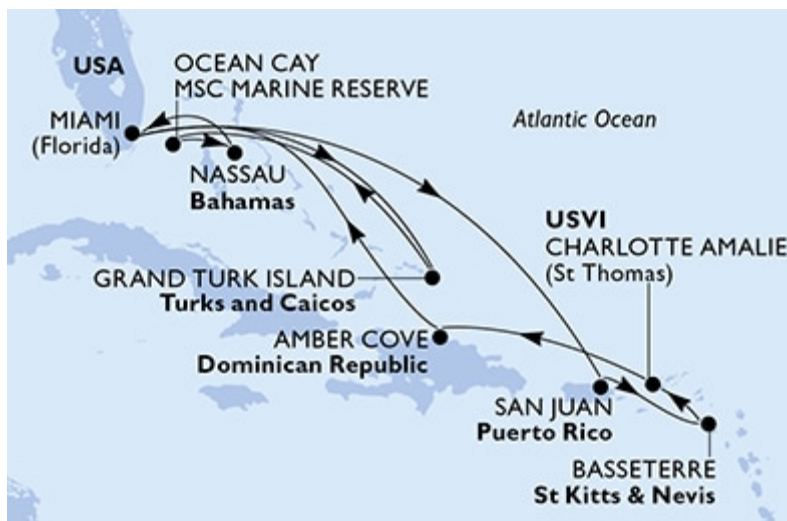 USA
OCEAN CAY
MSC MARINE RESERVE
MIAMI
(Florida)
Atlantic Ocean
NASSAU
Bahamas
USVI
CHARLOTTE AMALIE
(St Thomas)
GRAND TURK ISLAND
Turks and Caicos
AMBER COVE
Dominican Republic
SAN JUAN
Puerto Rico
BASSETERRE
St Kitts & Nevis